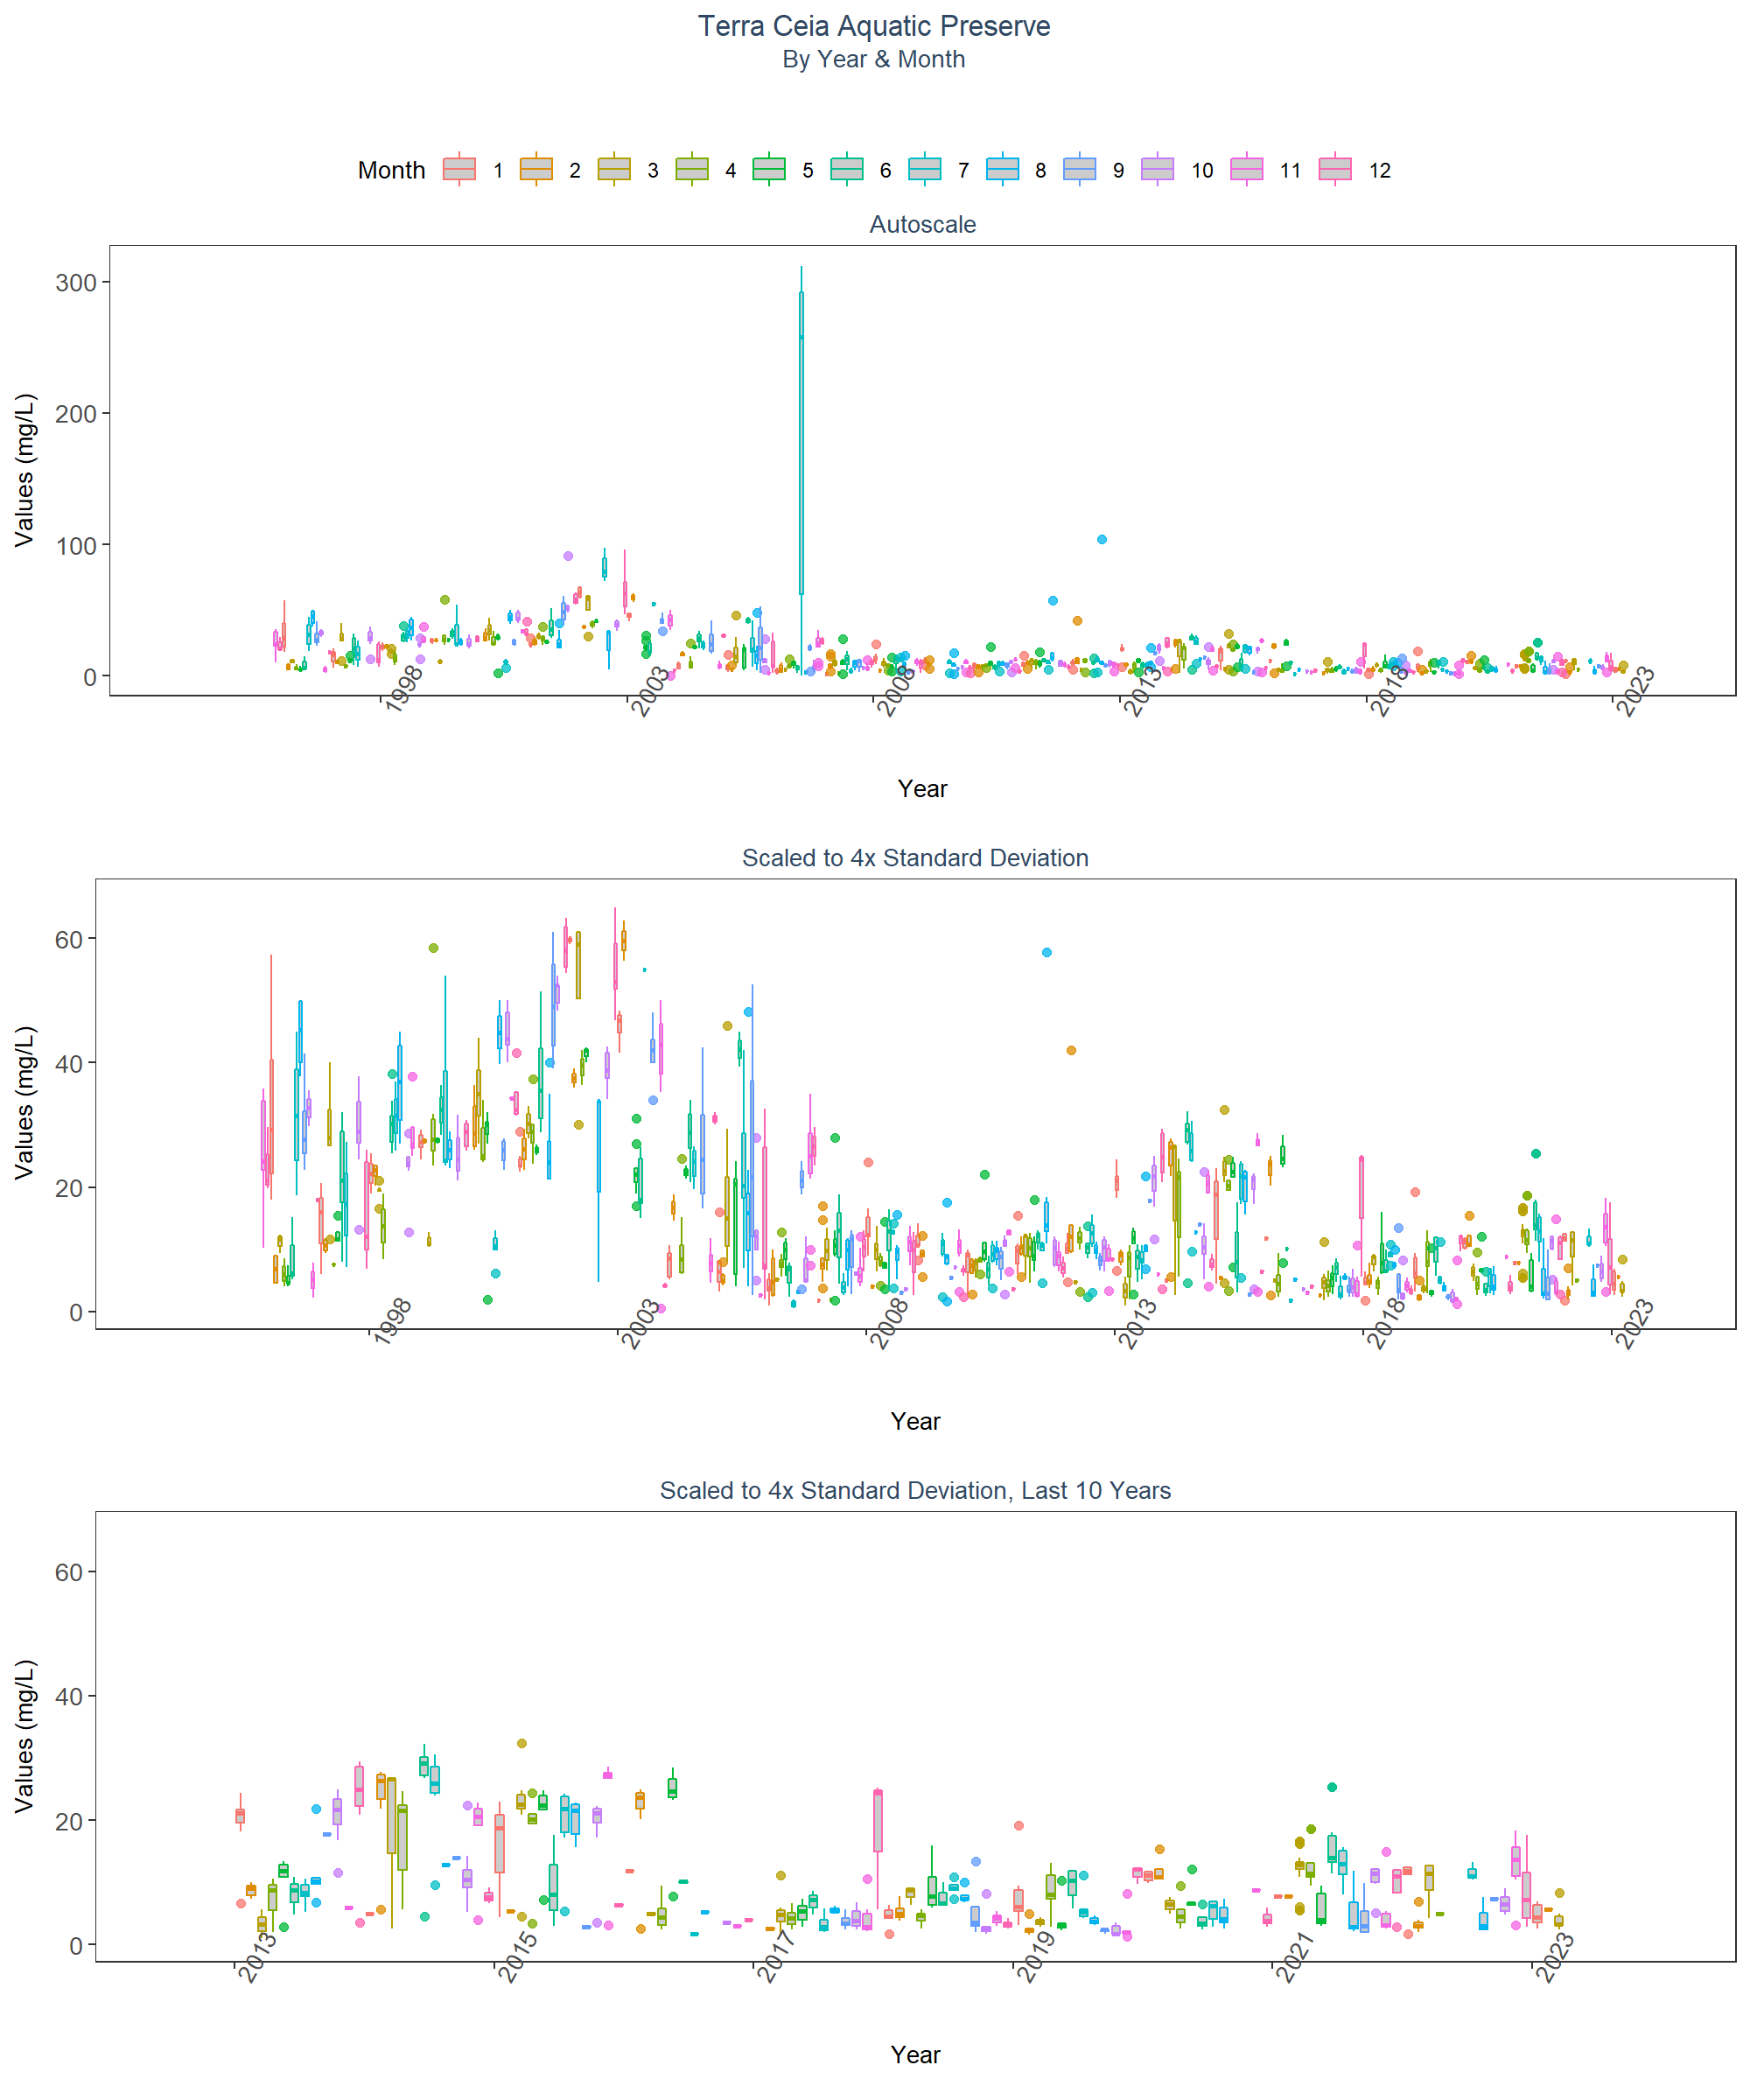 Terra Ceia Aquatic Preserve
By Year & Month
Month 1 2 3 4 5 6 7 8 9 10 11 12
Autoscale
Values (mg/L)
300
200
100
0
1998 2003 2008 2013 2018 2023
Year
Scaled to 4x Standard Deviation
Values (mg/L)
60
40
20
0
1998 2003 2008 2013 2018 2023
Year
Scaled to 4x Standard Deviation, Last 10 Years
Values (mg/L)
60
40
20
0
2013 2015 2017 2019 2021 2023
Year